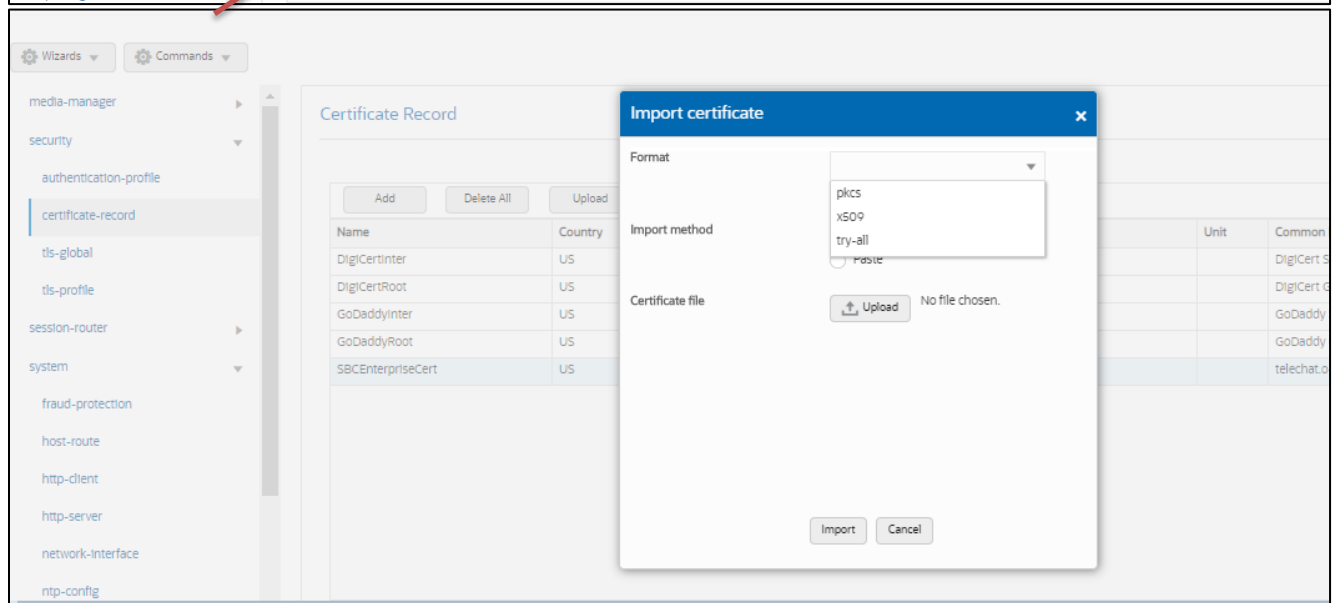 Wizards Commands
media-manager
security
authentication-profile
certificate-record
tls-global
tls-profile
session-router
system
fraud-protection
host-route
http-client
http-server
network-interface
ntp-config
Certificate Record
Add Delete All Upload
Name Country Unit Common
DigiCertInter US DigiCert S
DigiCertRoot US DigiCert G
GoDaddyInter US GoDaddy
GoDaddyRoot US GoDaddy
SBCEnterpriseCert US telechat.o
Import certificate
Format
pkcs
x509
try-all
Import method
Paste
Certificate file Upload No file chosen.
Import Cancel